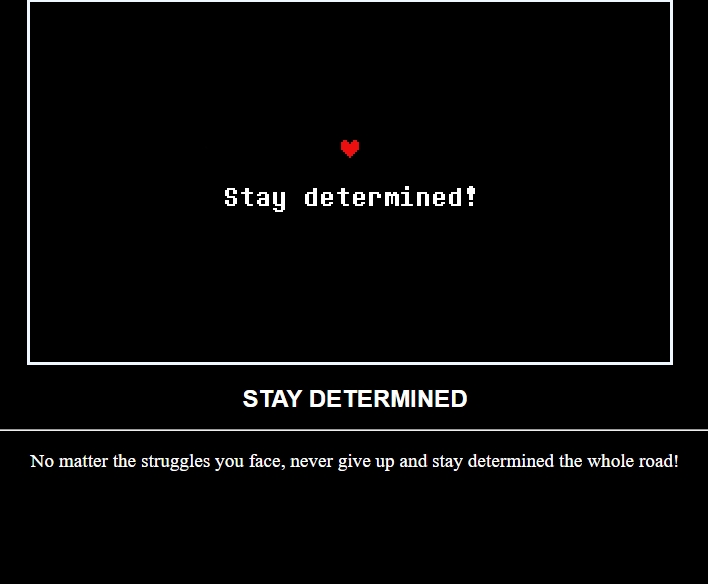 Stay determined!
STAY DETERMINED
No matter the struggles you face, never give up and stay determined the whole road!